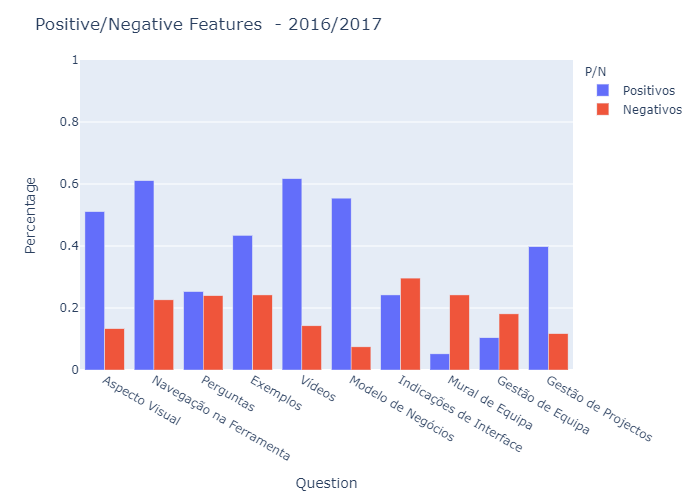 Positive/Negative Features - 2016/2017
P/N
Positivos
Negativos
Percentage
1
0.8
0.6
0.4
0.2
0
Aspecto Visual
Navegação na Ferramenta
Perguntas
Exemplos
Vídeos
Modelo de Negócios
Indicações de Interface
Mural de Equipa
Gestão de Equipa
Gestão de Projectos
Question